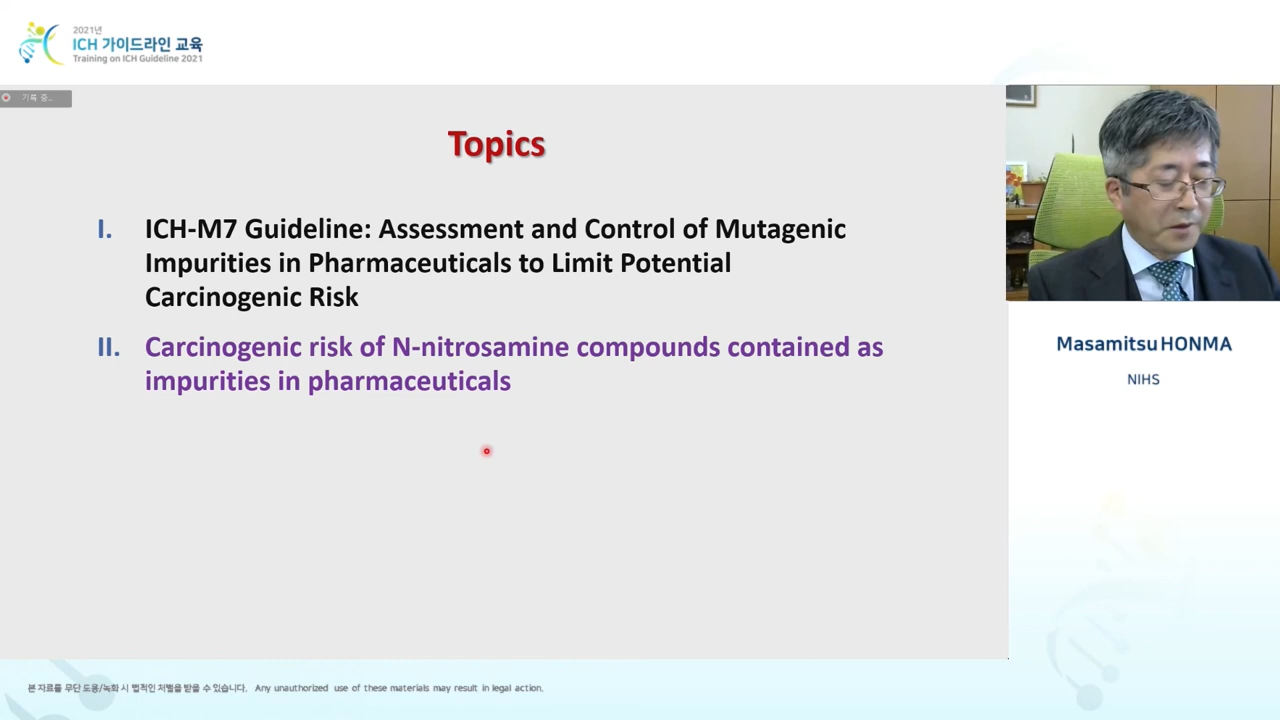 2021년
ICH 가이드라인 교육
Training on ICH Guideline 2021
기록 중...
Topics
I. ICH-M7 Guideline: Assessment and Control of Mutagenic
Impurities in Pharmaceuticals to Limit Potential
Carcinogenic Risk
II. Carcinogenic risk of N-nitrosamine compounds contained as
impurities in pharmaceuticals
Masamitsu HONMA
NIHS
본 자료를 무단 도용/녹화 시 법적인 처벌을 받을 수 있습니다. Any unauthorized use of these materials may result in legal action.